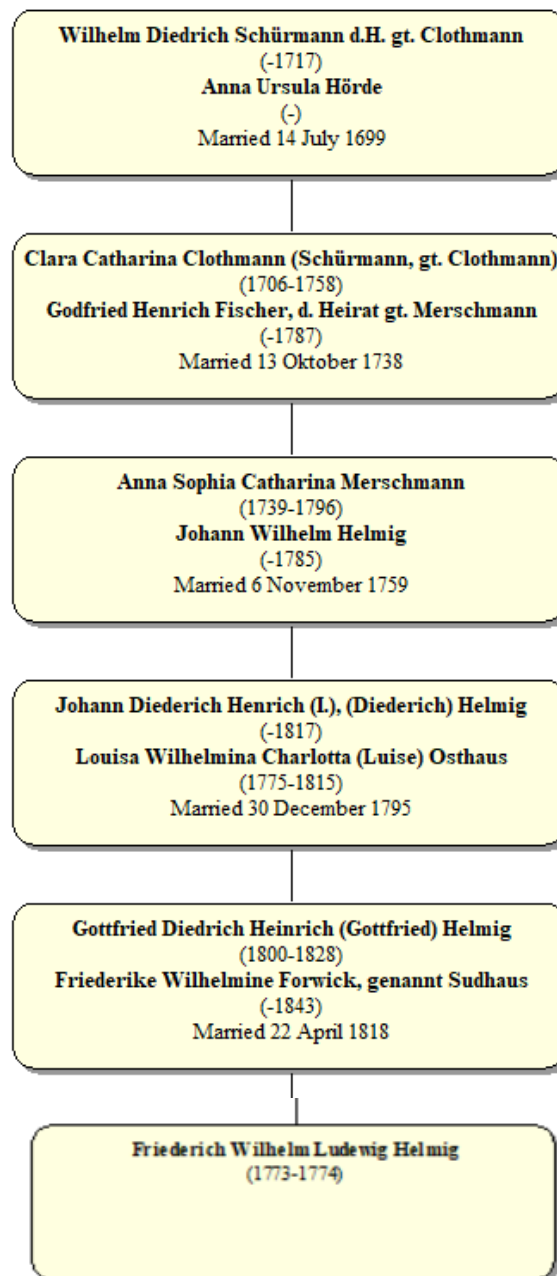 Wilhelm Diedrich Schürmann d.H. gt. Clothmann
(-1717)
Anna Ursula Hörde
(-)
Married 14 July 1699
Clara Catharina Clothmann (Schürmann, gt. Clothmann)
(1706-1758)
Godfried Henrich Fischer, d. Heirat gt. Merschmann
(-1787)
Married 13 Oktober 1738
Anna Sophia Catharina Merschmann
(1739-1796)
Johann Wilhelm Helmig
(-1785)
Married 6 November 1759
Johann Diederich Henrich (I.), (Diederich) Helmig
(-1817)
Louisa Wilhelmina Charlotta (Luise) Osthaus
(1775-1815)
Married 30 December 1795
Gottfried Diedrich Heinrich (Gottfried) Helmig
(1800-1828)
Friederike Wilhelmine Forwick, genannt Sudhaus
(-1843)
Married 22 April 1818
Friederich Wilhelm Ludewig Helmig
(1773-1774)